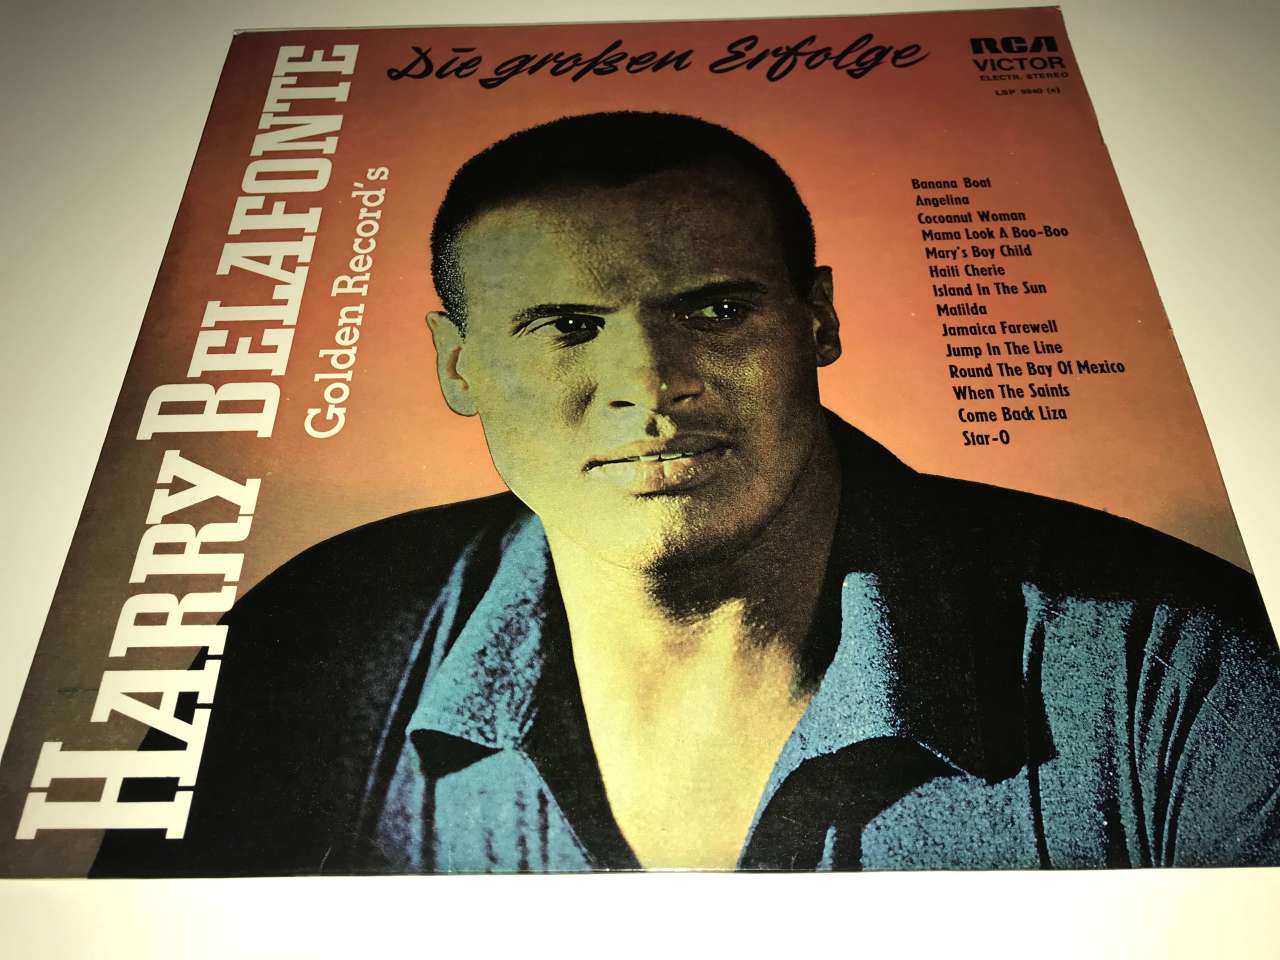 Die großen Erfolge
RCA
VICTOR
ELECTR. STEREO
LSP 9840 (e)
HARRY BELAFONTE
Golden Record's
Banana Boat
Angelina
Cocoanut Woman
Mama Look A Boo-Boo
Mary's Boy Child
Haiti Cherie
Island In The Sun
Matilda
Jamaica Farewell
Jump In The Line
Round The Bay Of Mexico
When The Saints
Come Back Liza
Star-O